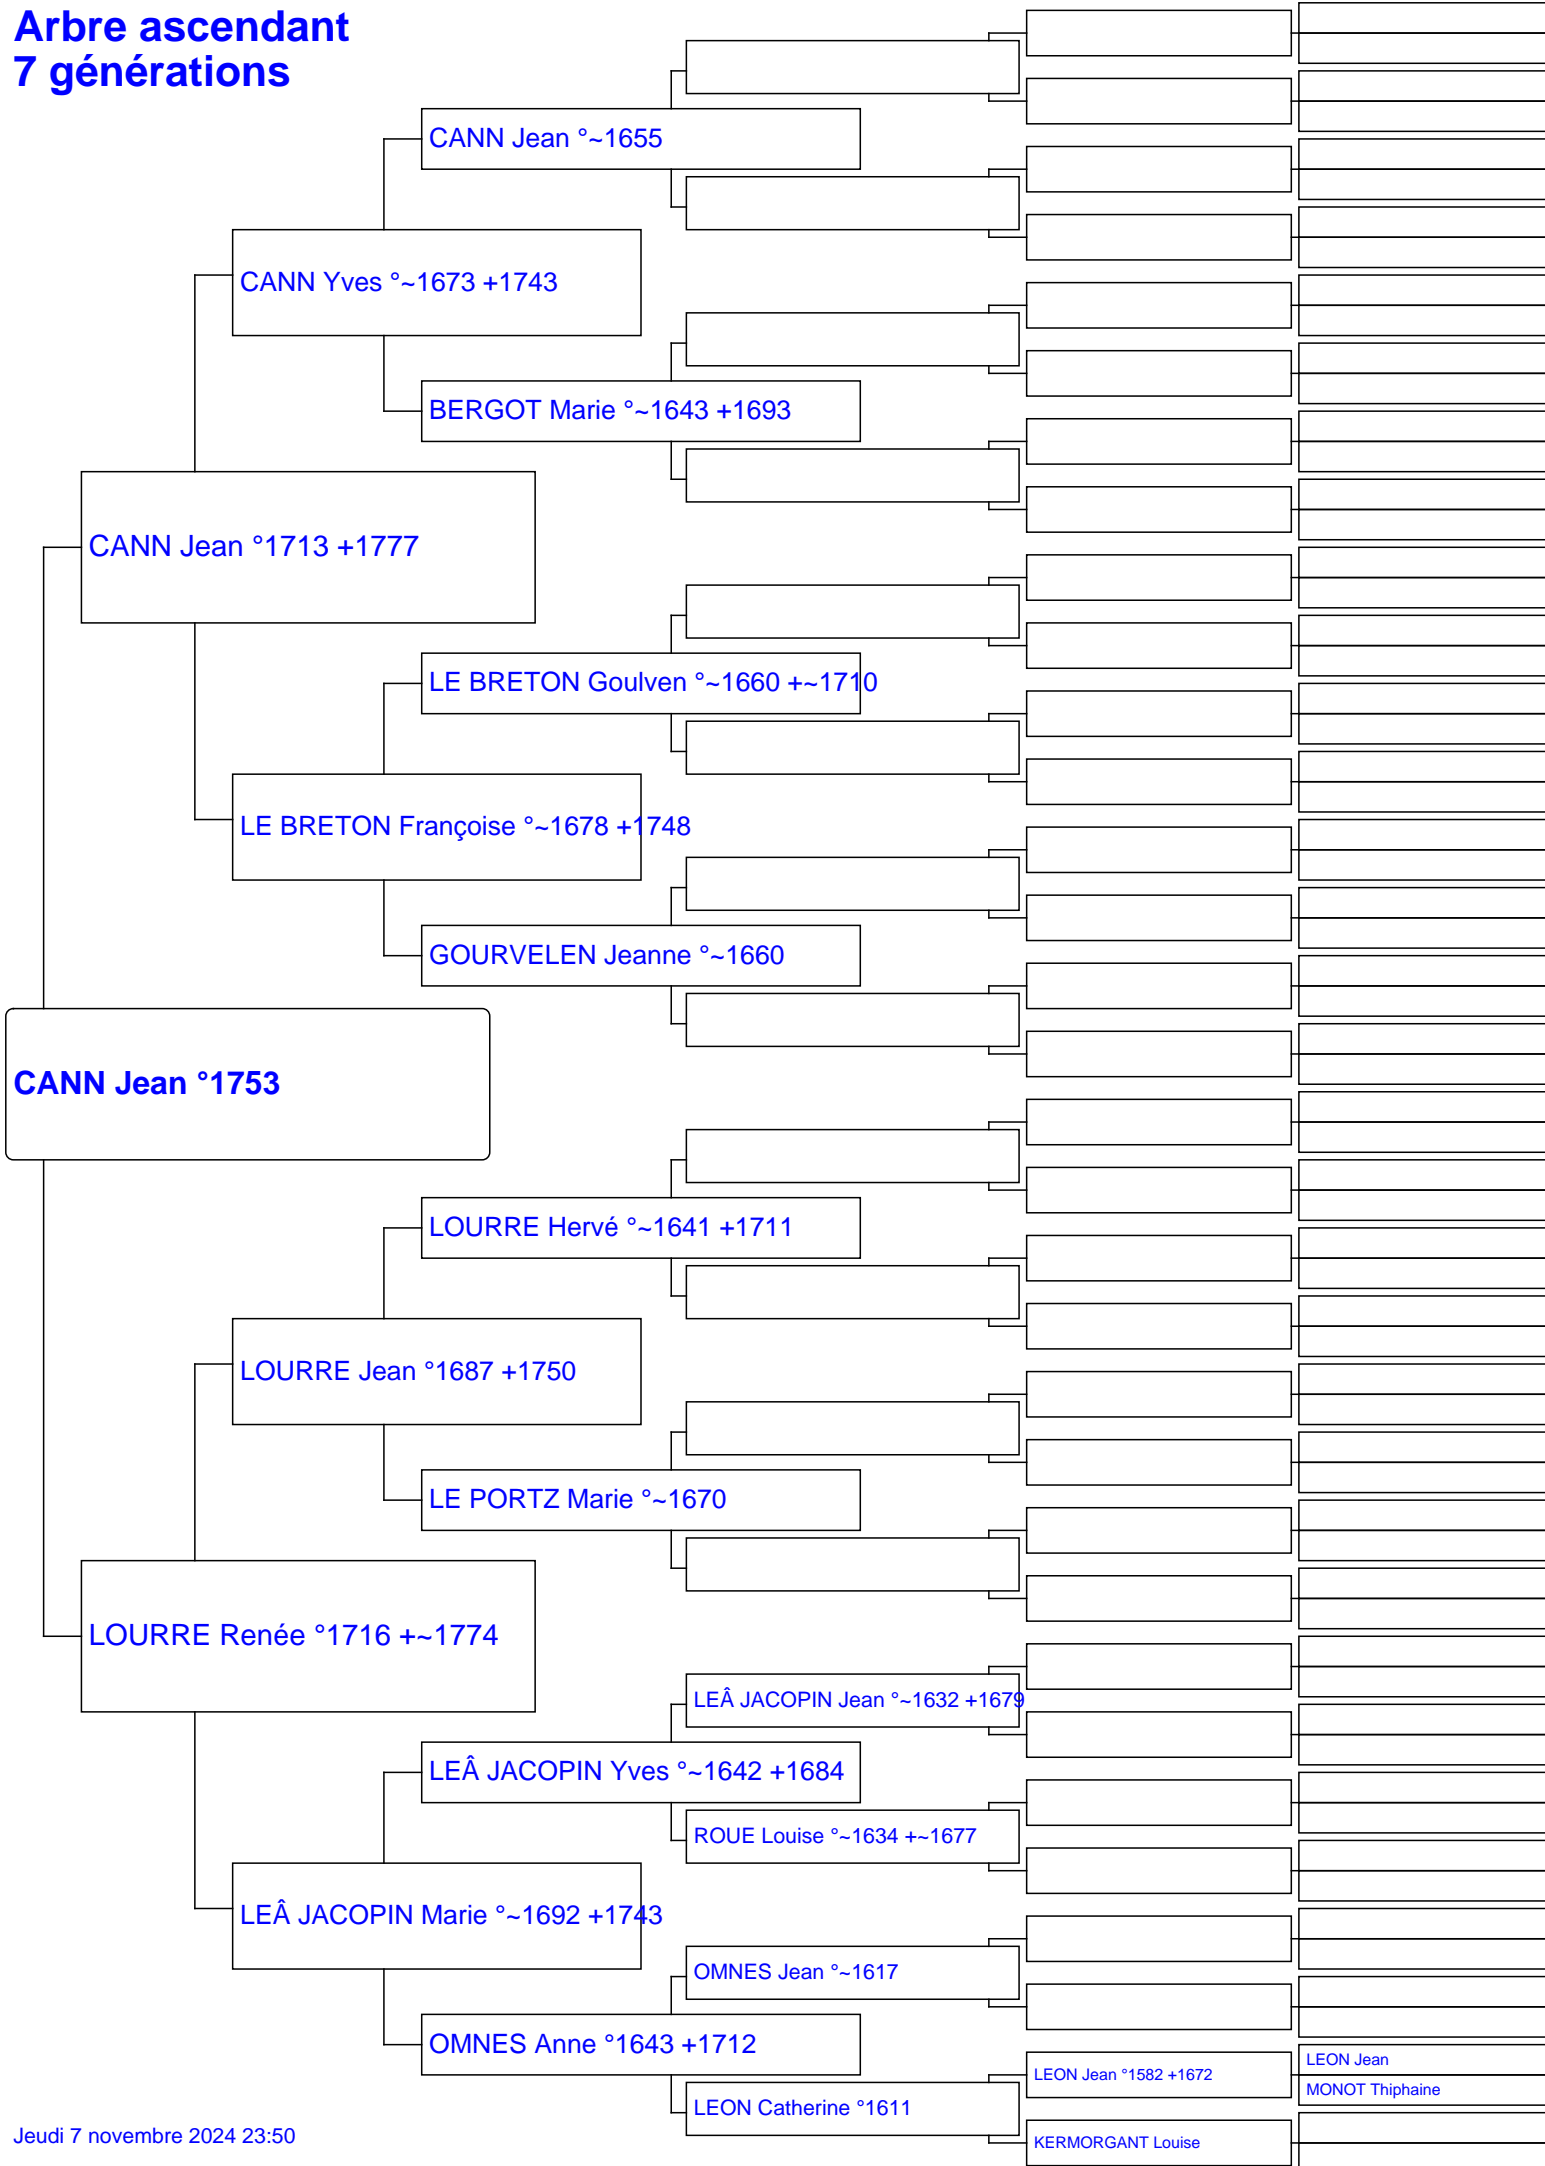 Arbre ascendant
7 générations
CANN Jean °~1655
CANN Yves °~1673 +1743
BERGOT Marie °~1643 +1693
CANN Jean °1713 +1777
LE BRETON Goulven °~1660 +~1710
LE BRETON Françoise °~1678 +1748
GOURVELEN Jeanne °~1660
CANN Jean °1753
LOURRE Hervé °~1641 +1711
LOURRE Jean °1687 +1750
LE PORTZ Marie °~1670
LOURRE Renée °1716 +~1774
LEÂ JACOPIN Jean °~1632 +1679
LEÂ JACOPIN Yves °~1642 +1684
ROUE Louise °~1634 +~1677
LEÂ JACOPIN Marie °~1692 +1743
OMNES Jean °~1617
OMNES Anne °1643 +1712
LEON Jean
LEON Jean °1582 +1672
MONOT Thiphaine
LEON Catherine °1611
KERMORGANT Louise
Jeudi 7 novembre 2024 23:50